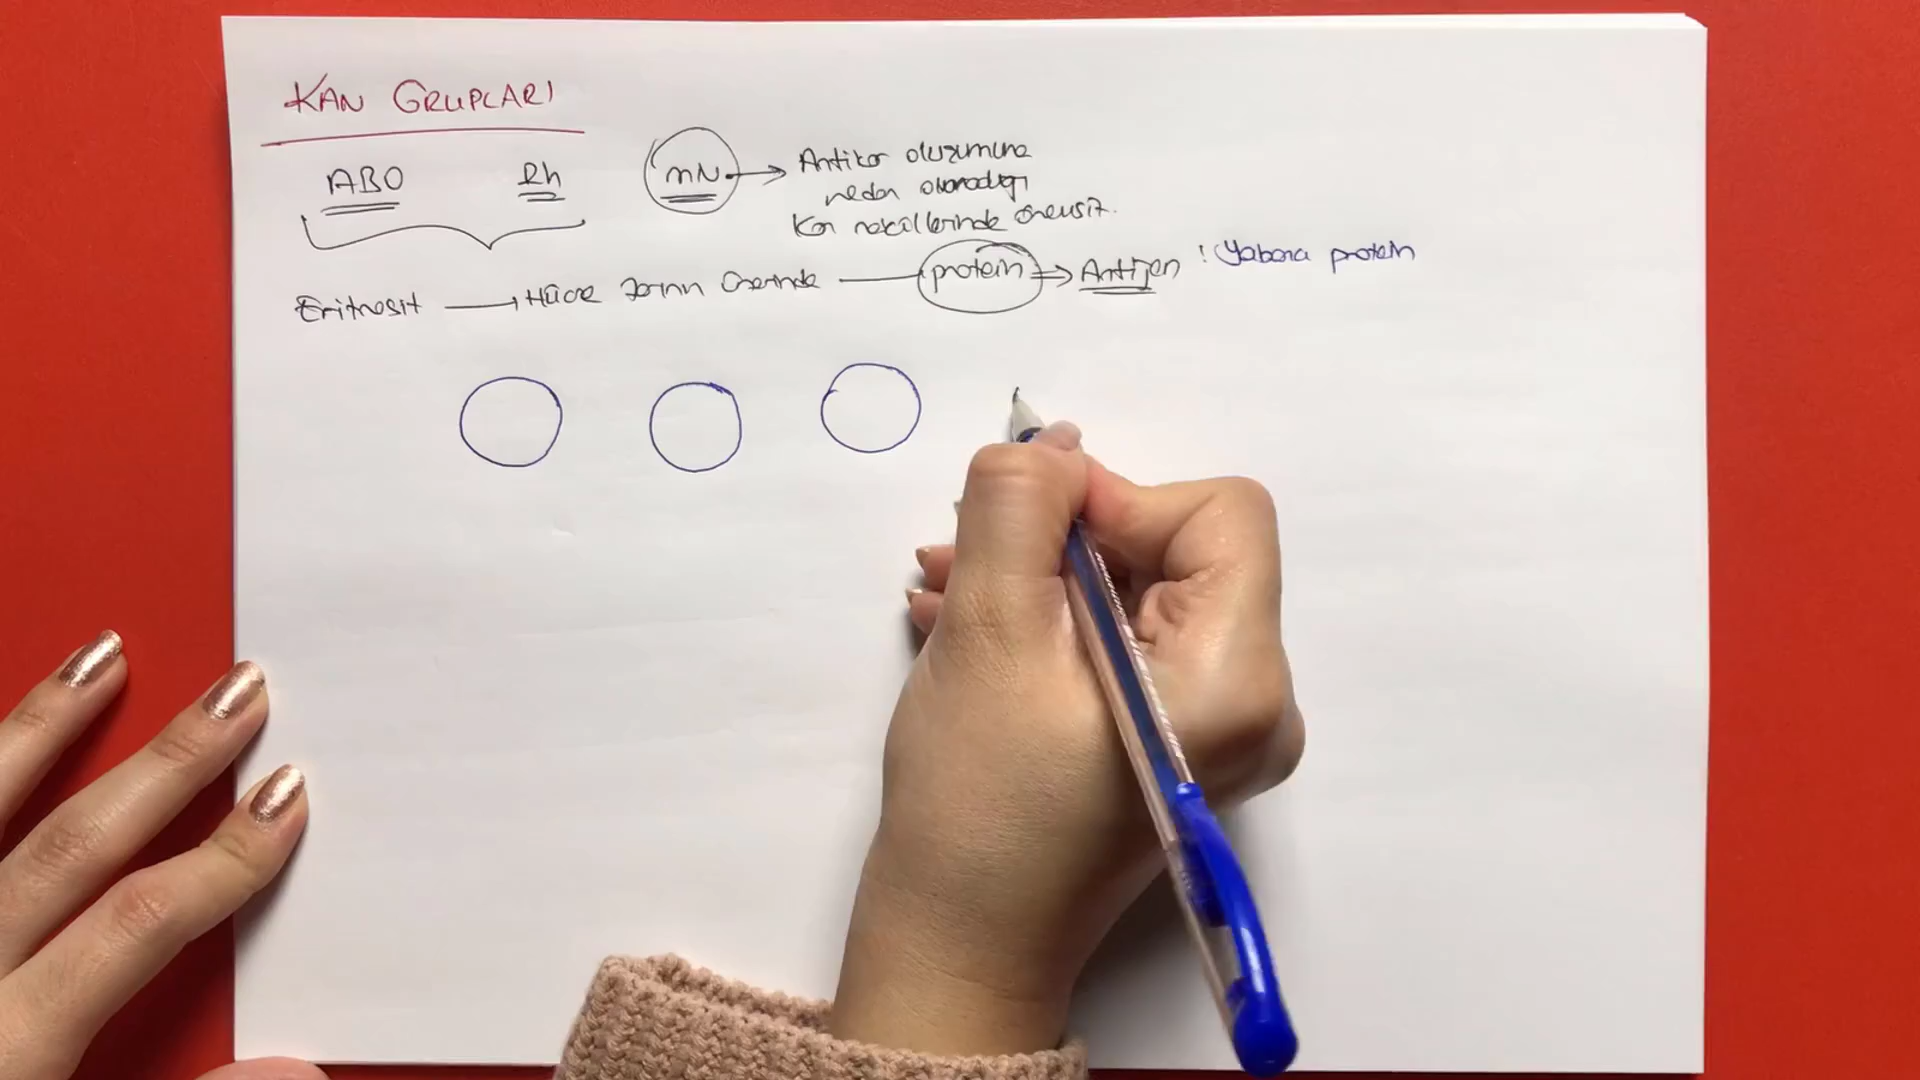 KAN GRUPLARI
ABO Rh MN → Antikor oluşumuna
neden olmadığı
Kan nakillerinde önemsiz.
Eritrosit → Hücre zarının üzerinde — protein ⇒ Antijen : Yabancı protein